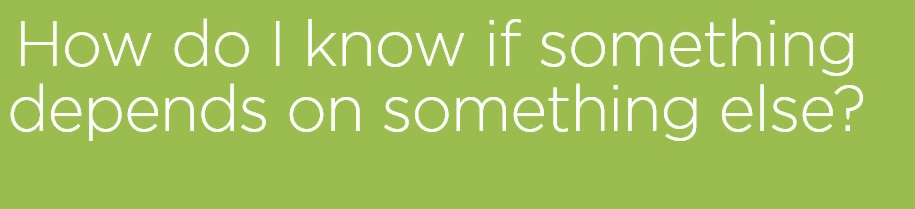 How do I know if something
depends on something else?